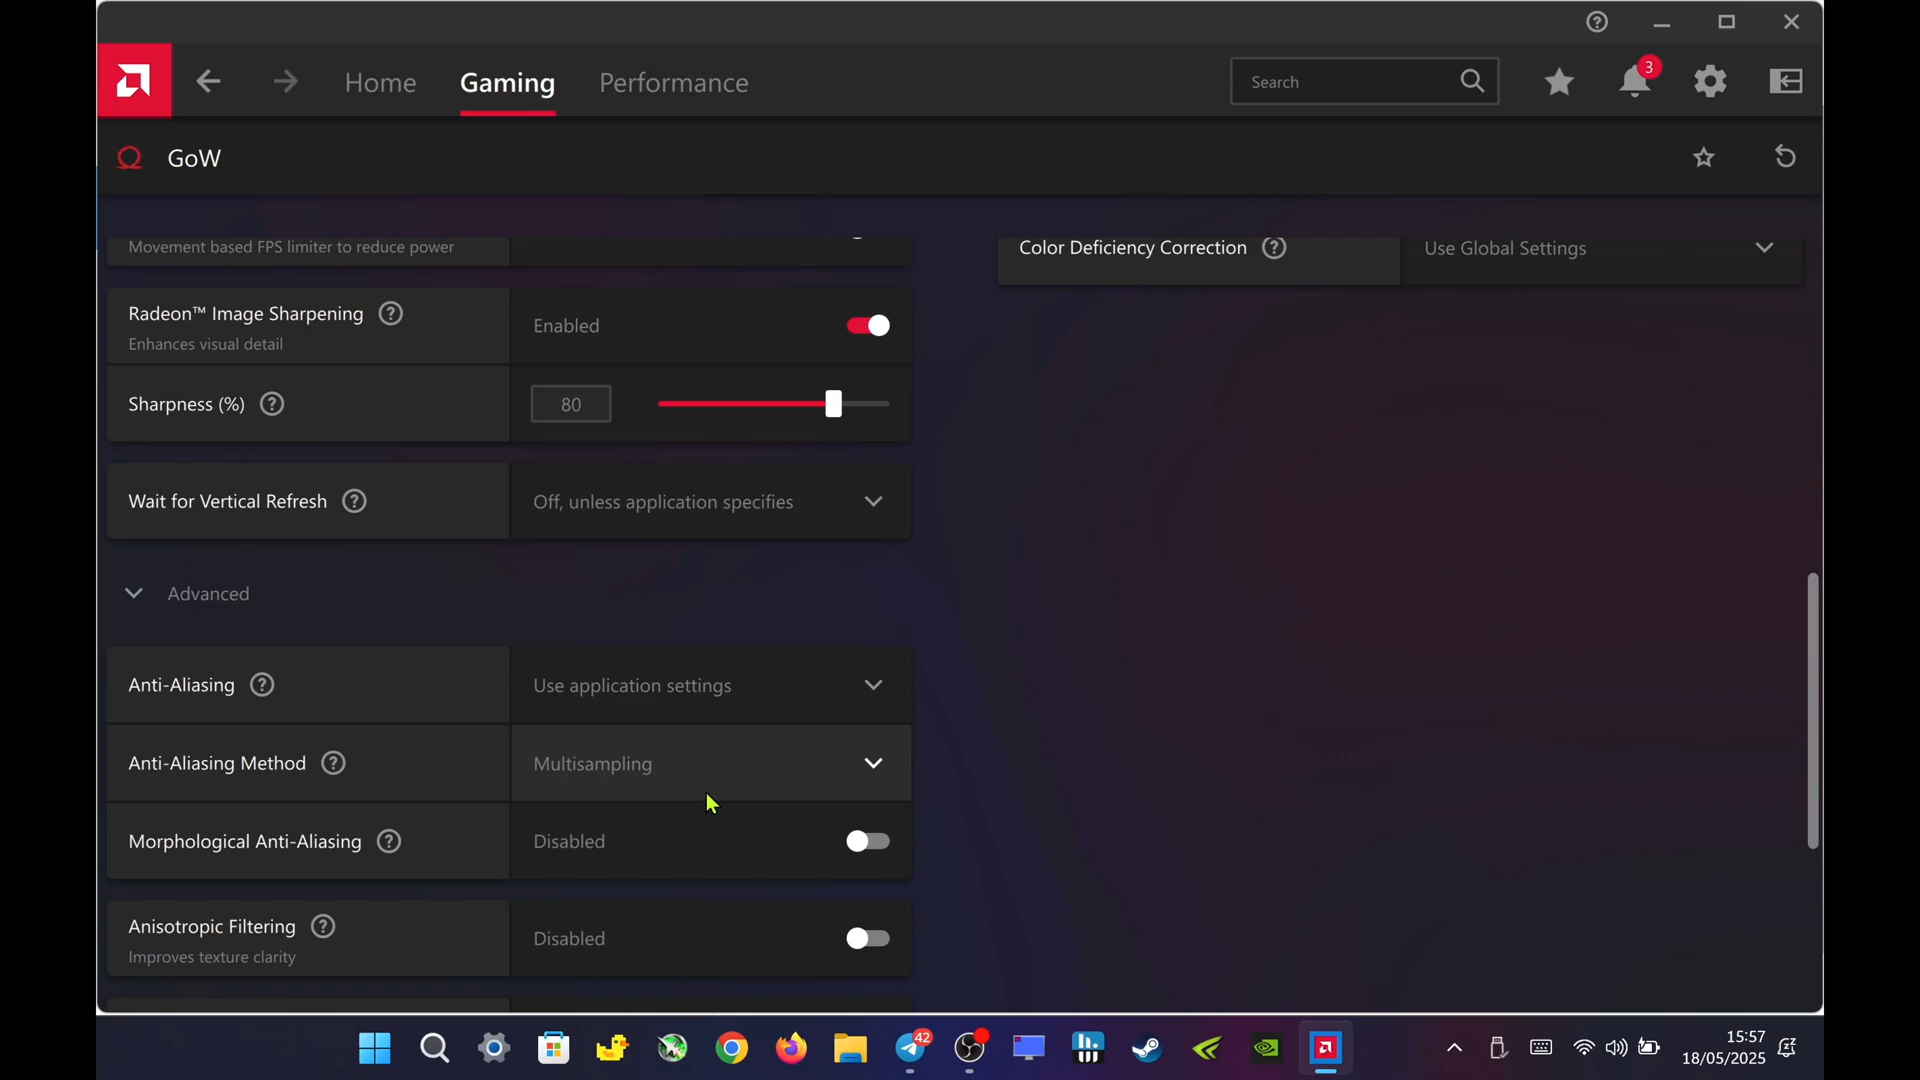 Home
Gaming
Performance
Search
3
GoW
Movement based FPS limiter to reduce power
Color Deficiency Correction
Use Global Settings
Radeon™ Image Sharpening
Enhances visual detail
Enabled
Sharpness (%)
80
Wait for Vertical Refresh
Off, unless application specifies
Advanced
Anti-Aliasing
Use application settings
Anti-Aliasing Method
Multisampling
Morphological Anti-Aliasing
Disabled
Anisotropic Filtering
Improves texture clarity
Disabled
42
15:57
18/05/2025